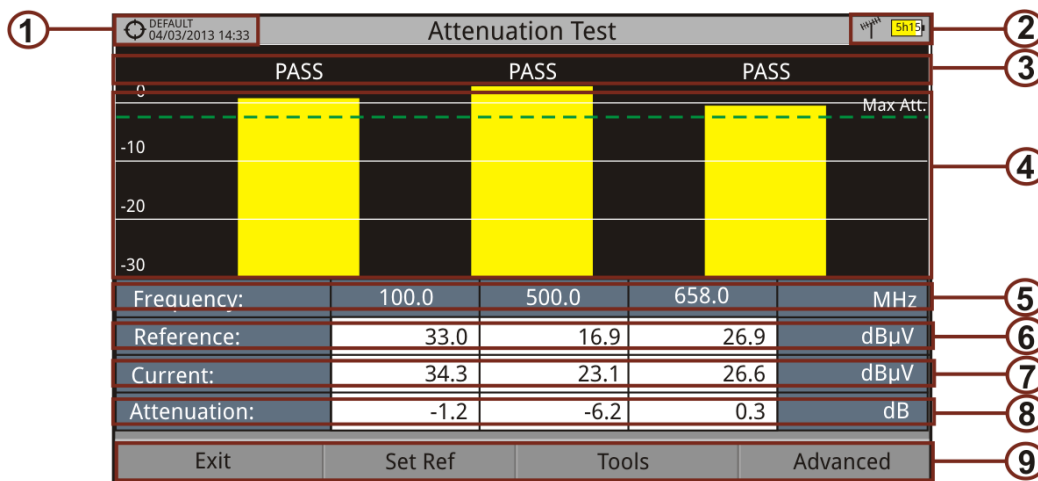 1
DEFAULT
04/03/2013 14:33
Attenuation Test
5h15
2
PASS PASS PASS
3
0
Max Att.
-10
4
-20
-30
Frequency: 100.0 500.0 658.0 MHz
5
Reference: 33.0 16.9 26.9 dBµV
6
Current: 34.3 23.1 26.6 dBµV
7
Attenuation: -1.2 -6.2 0.3 dB
8
Exit Set Ref Tools Advanced
9